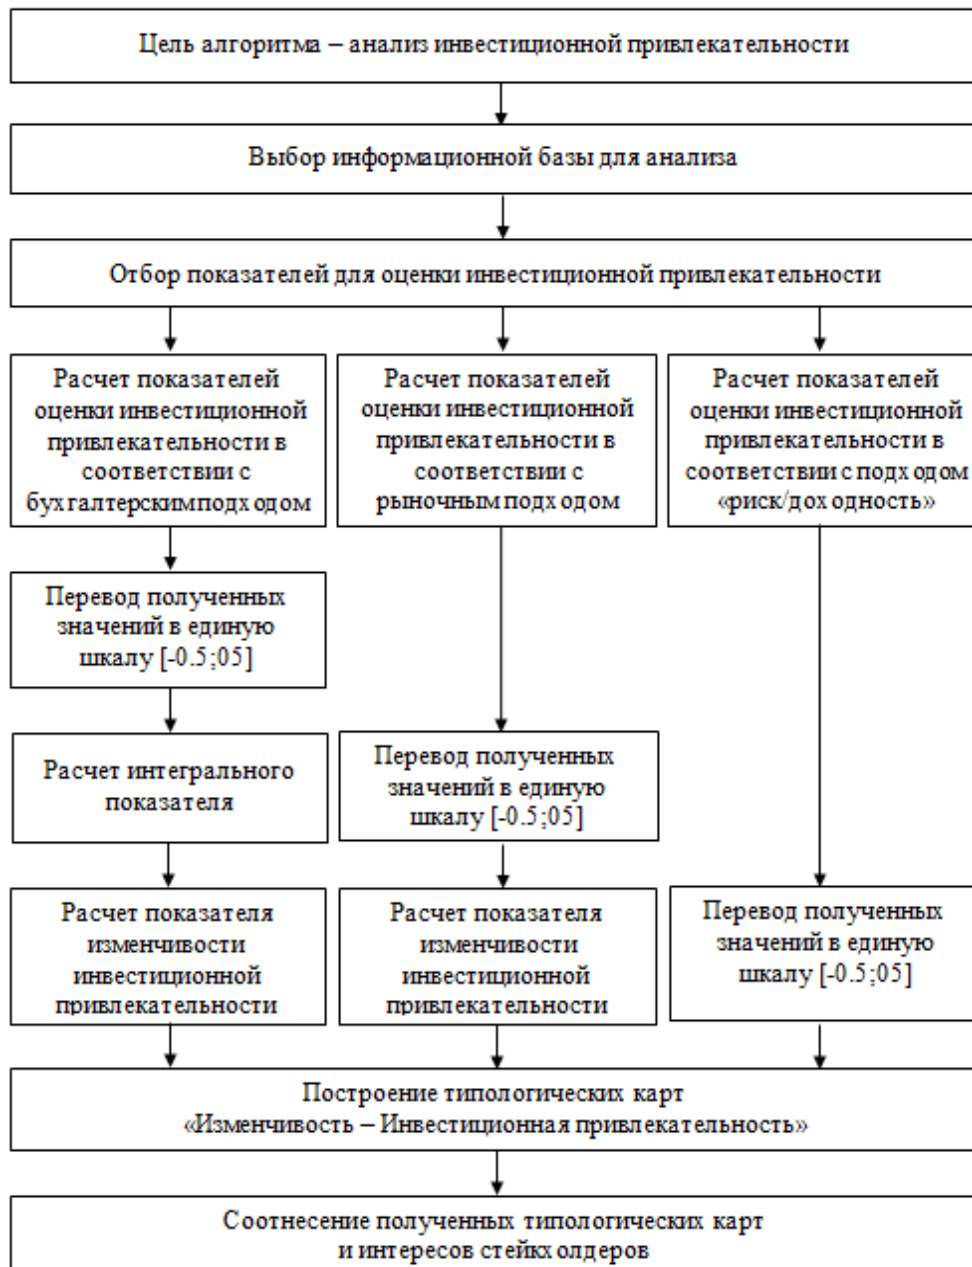 Цель алгоритма – анализ инвестиционной привлекательности
Выбор информационной базы для анализа
Отбор показателей для оценки инвестиционной привлекательности
Расчет показателей
оценки инвестиционной
привлекательности в
соответствии с
бухгалтерским подходом
Расчет показателей
оценки инвестиционной
привлекательности в
соответствии с
рыночным подходом
Расчет показателей
оценки инвестиционной
привлекательности в
соответствии с подходом
«риск/доходность»
Перевод полученных
значений в единую
шкалу [-0.5;05]
Расчет интегрального
показателя
Перевод полученных
значений в единую
шкалу [-0.5;05]
Расчет показателя
изменчивости
инвестиционной
привлекательности
Расчет показателя
изменчивости
инвестиционной
привлекательности
Перевод полученных
значений в единую
шкалу [-0.5;05]
Построение типологических карт
«Изменчивость – Инвестиционная привлекательность»
Соотнесение полученных типологических карт
и интересов стейкхолдеров